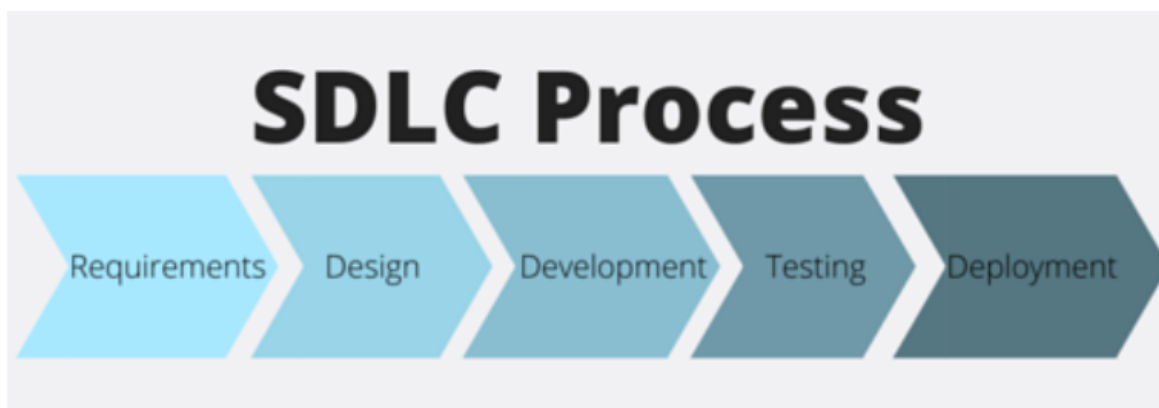 SDLC Process
Requirements
Design
Development
Testing
Deployment